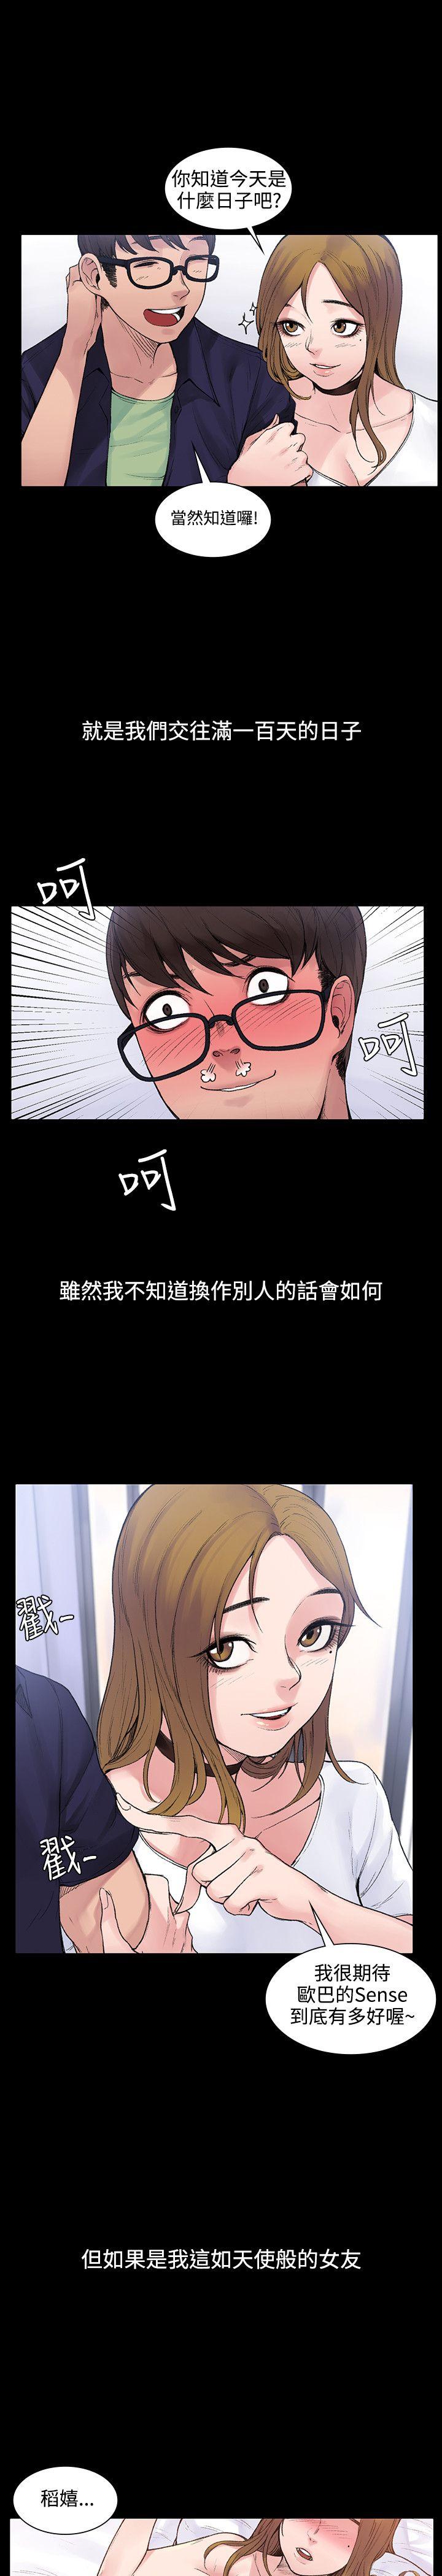 你知道今天是
什麼日子吧?
當然知道囉!
就是我們交往滿一百天的日子
呵
呵
呵
雖然我不知道換作別人的話會如何
戳-
戳-
我很期待
歐巴的Sense
到底有多好喔~
但如果是我這如天使般的女友
稻嬉...